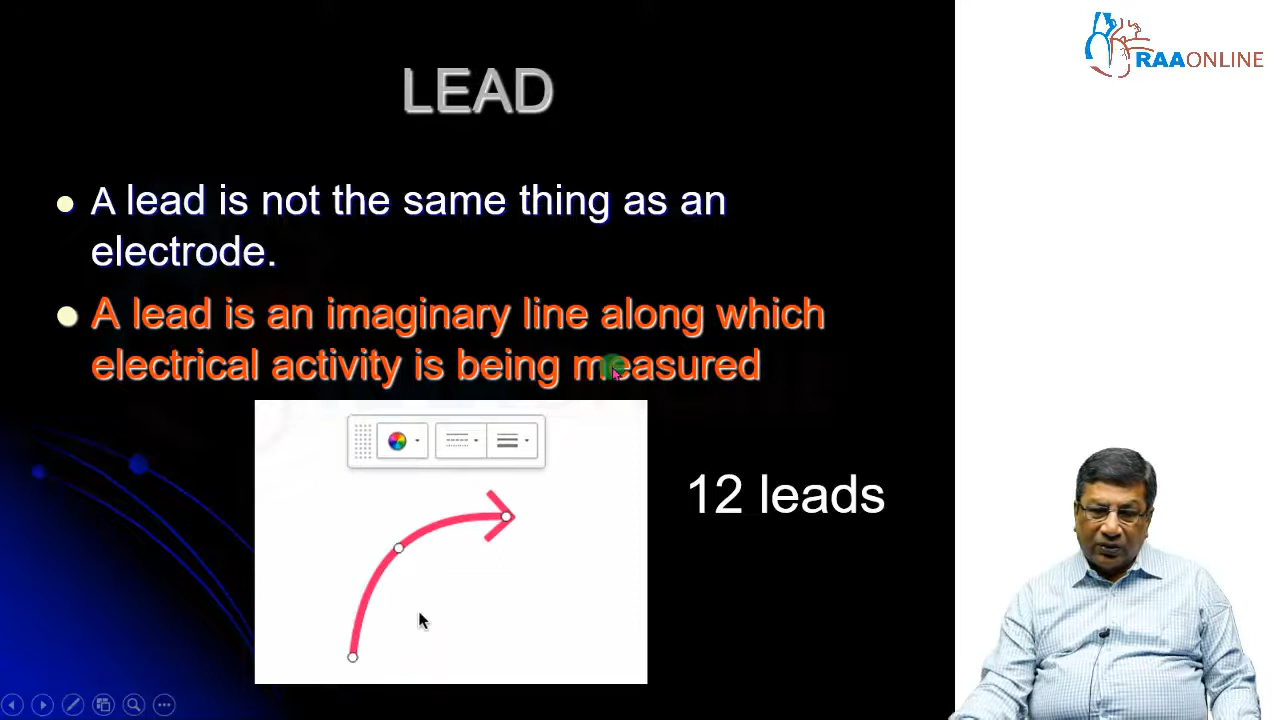 RAAONLINE
LEAD
A lead is not the same thing as an
electrode.
A lead is an imaginary line along which
electrical activity is being measured
12 leads